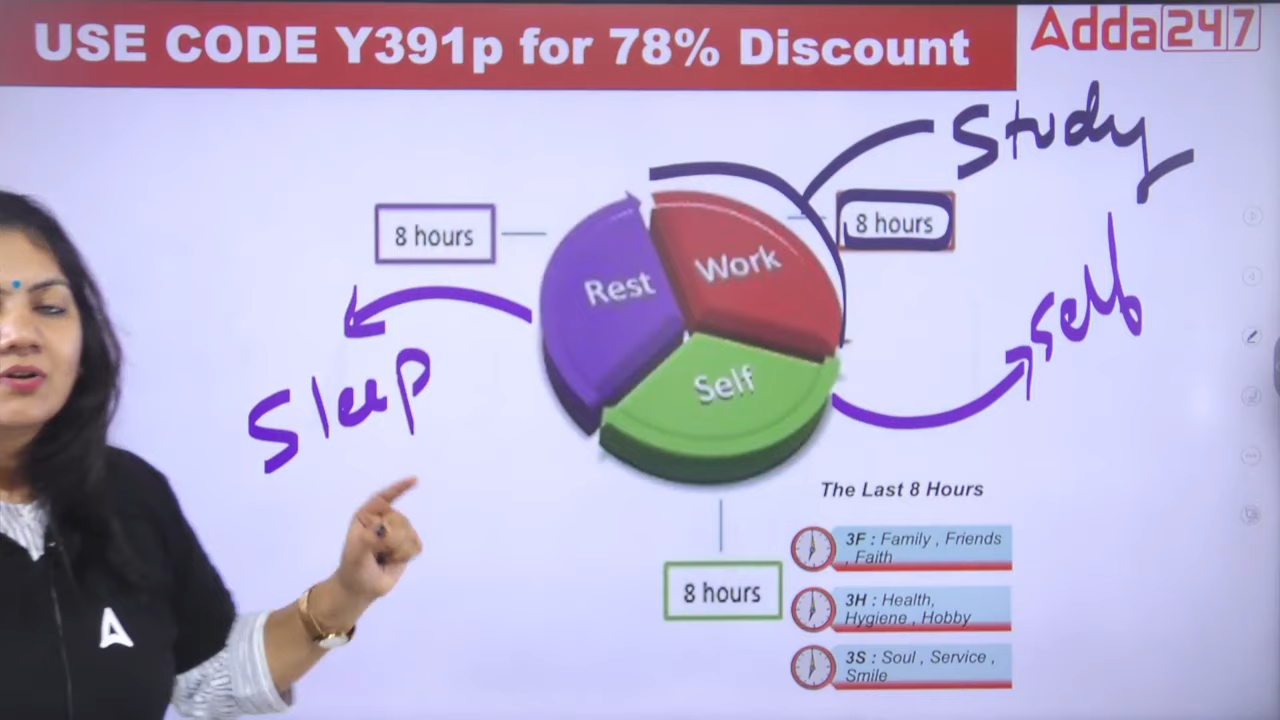 USE CODE Y391p for 78% Discount
Adda247
Study
8 hours
8 hours
Rest
Work
Self
Self
Sleep
The Last 8 Hours
3F : Family , Friends
, Faith
8 hours
3H : Health,
Hygiene , Hobby
3S : Soul , Service ,
Smile